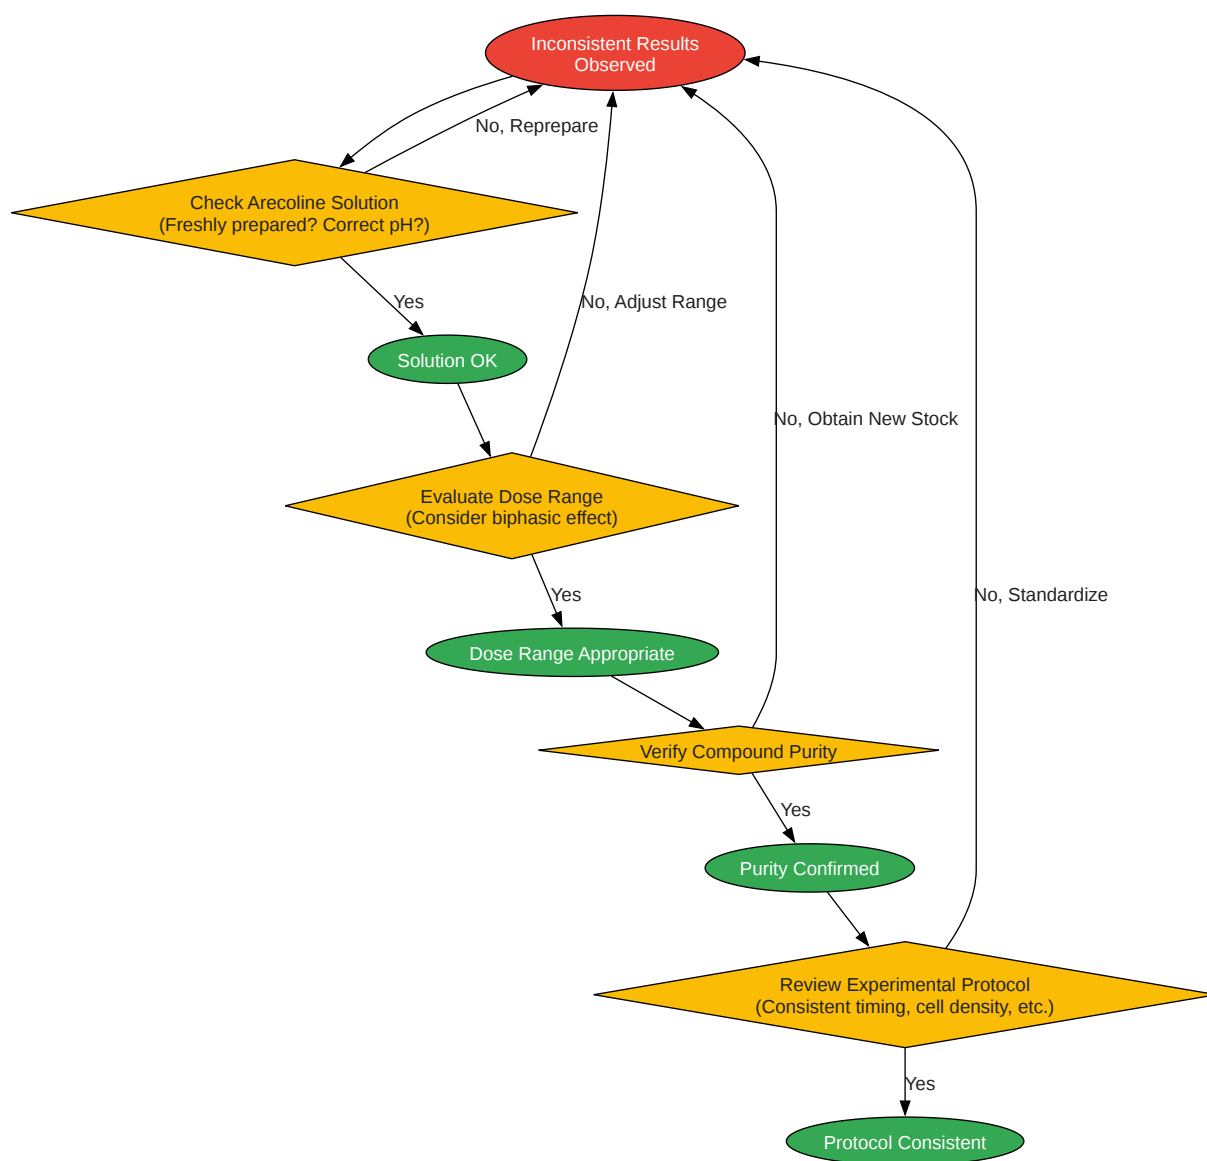 Inconsistent Results
Observed
No, Reprepare
Check Arecoline Solution
(Freshly prepared? Correct pH?)
Yes
No, Adjust Range
Solution OK
No, Obtain New Stock
Evaluate Dose Range
(Consider biphasic effect)
Yes
No, Standardize
Dose Range Appropriate
Verify Compound Purity
Yes
Purity Confirmed
Review Experimental Protocol
(Consistent timing, cell density, etc.)
Yes
Protocol Consistent